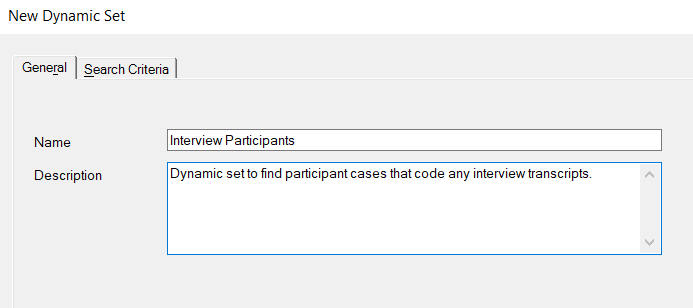 New Dynamic Set
General Search Criteria
Name Interview Participants
Description Dynamic set to find participant cases that code any interview transcripts.